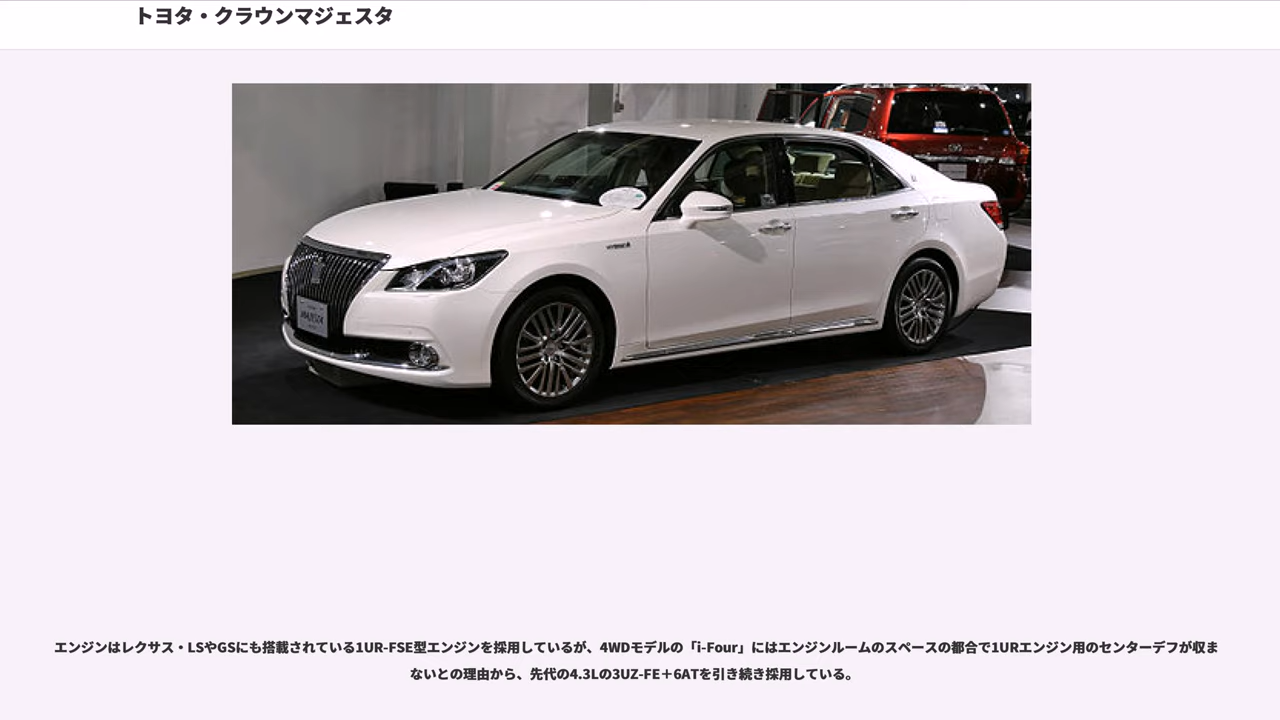 トヨタ・クラウンマジェスタ
MAJESTA
エンジンはレクサス・LSやGSにも搭載されている1UR-FSE型エンジンを採用しているが、4WDモデルの「i-Four」にはエンジンルームのスペースの都合で1URエンジン用のセンターデフが収ま
ないとの理由から、先代の4.3Lの3UZ-FE＋6ATを引き続き採用している。